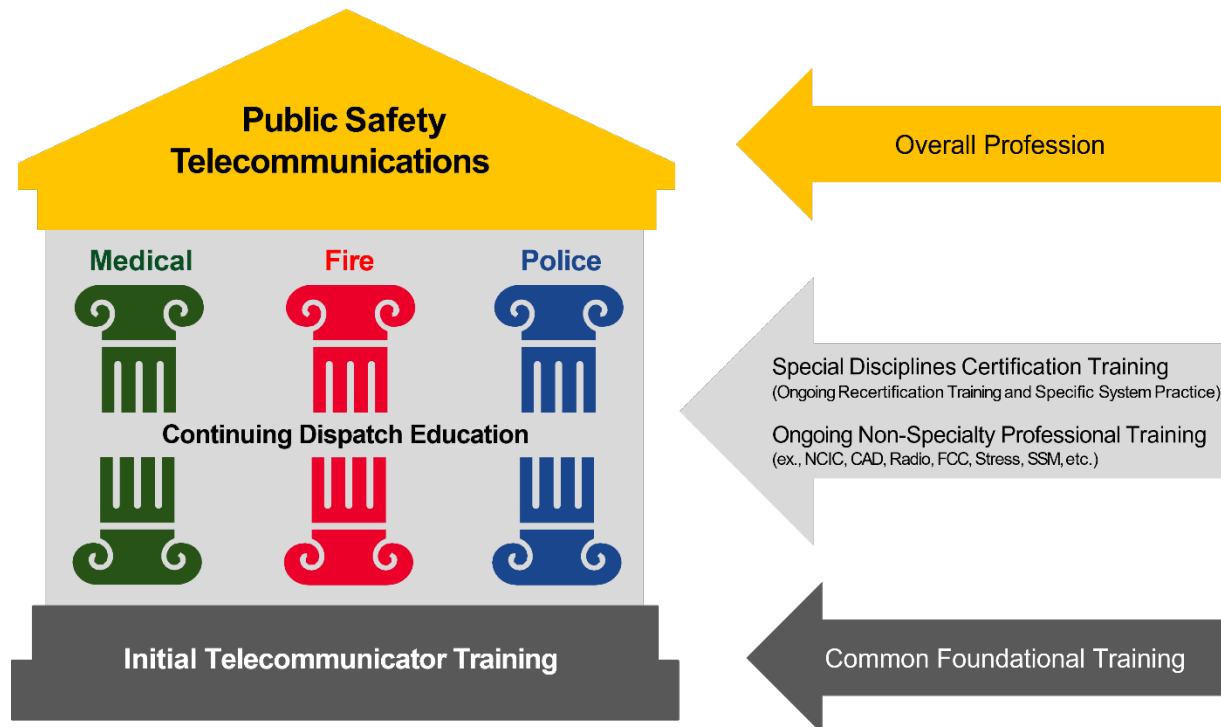 Public Safety
Telecommunications
Overall Profession
Medical
Fire
Police
Continuing Dispatch Education
Special Disciplines Certification Training
(Ongoing Recertification Training and Specific System Practice)
Ongoing Non-Specialty Professional Training
(ex., NCIC, CAD, Radio, FCC, Stress, SSM, etc.)
Initial Telecommunicator Training
Common Foundational Training